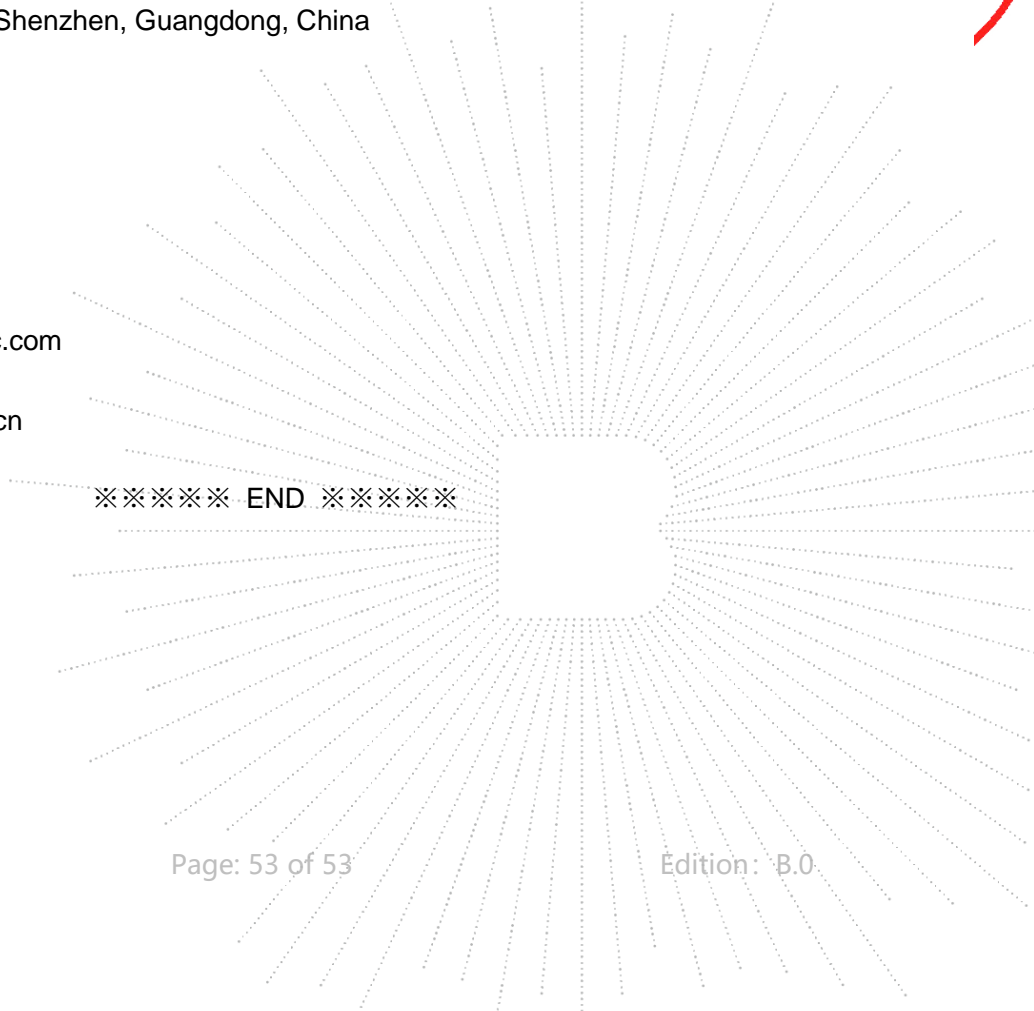 Shenzhen, Guangdong, China
.com
cn
※※※※※ END ※※※※※
Page: 53 of 53 Edition: B.0